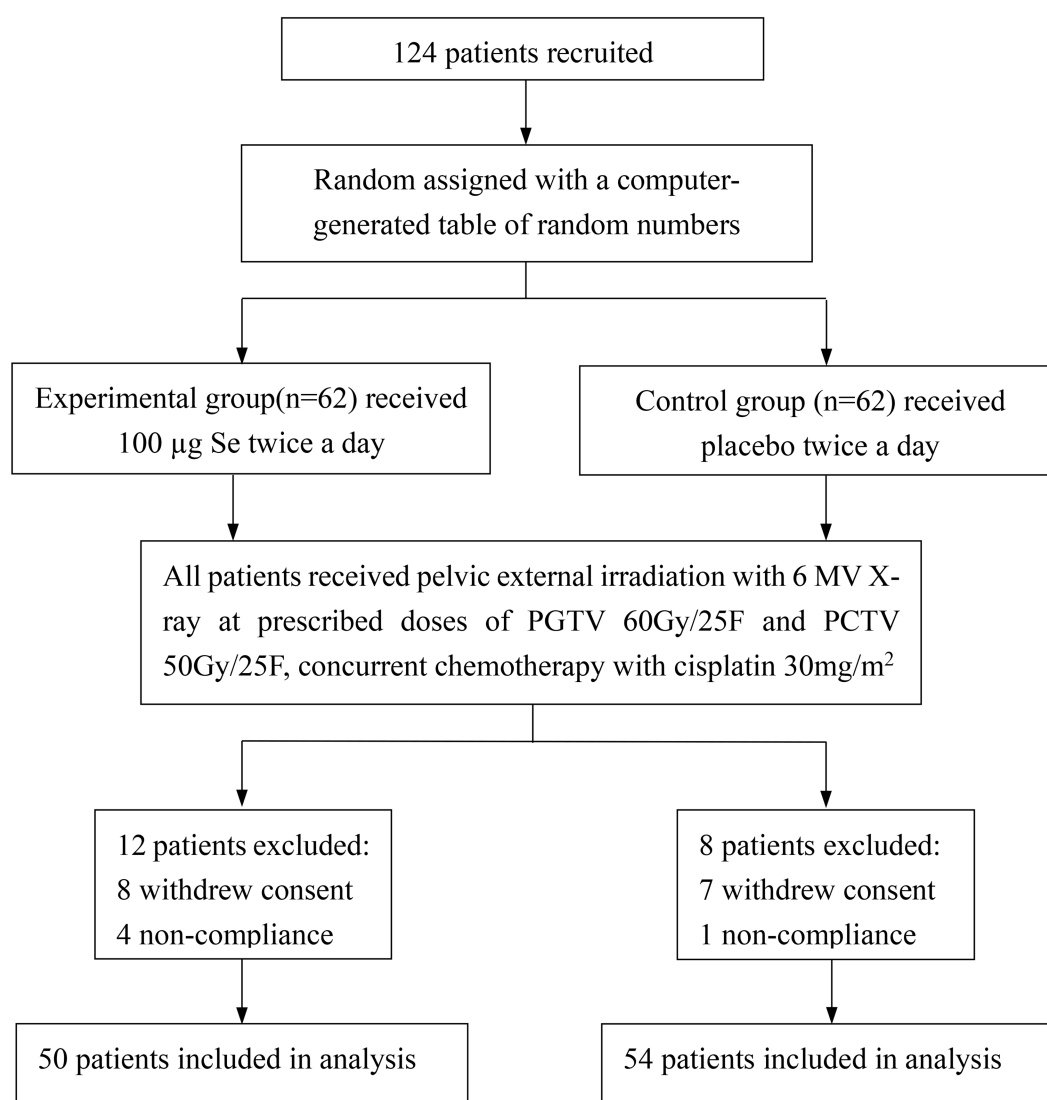 124 patients recruited
Random assigned with a computer-
generated table of random numbers
Experimental group(n=62) received
100 µg Se twice a day
Control group (n=62) received
placebo twice a day
All patients received pelvic external irradiation with 6 MV X-
ray at prescribed doses of PGTV 60Gy/25F and PCTV
50Gy/25F, concurrent chemotherapy with cisplatin 30mg/m²
12 patients excluded:
8 withdrew consent
4 non-compliance
8 patients excluded:
7 withdrew consent
1 non-compliance
50 patients included in analysis
54 patients included in analysis